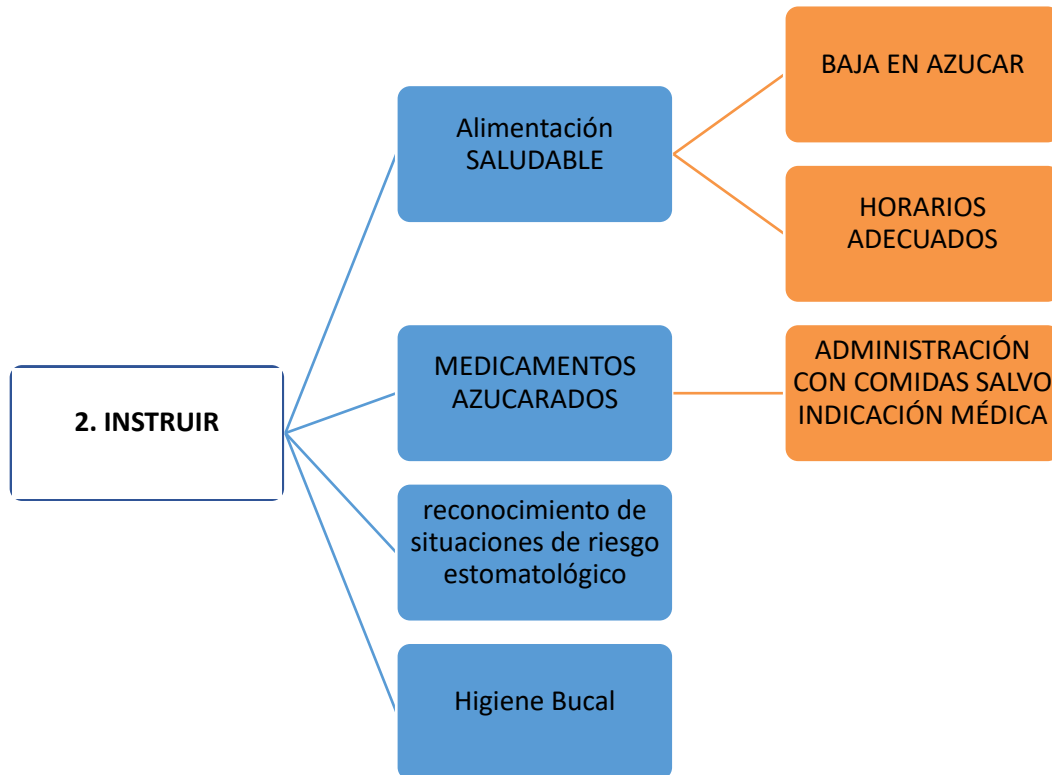 2. INSTRUIR
Alimentación
SALUDABLE
BAJA EN AZUCAR
HORARIOS
ADECUADOS
MEDICAMENTOS
AZUCARADOS
ADMINISTRACIÓN
CON COMIDAS SALVO
INDICACIÓN MÉDICA
reconocimiento de
situaciones de riesgo
estomatológico
Higiene Bucal